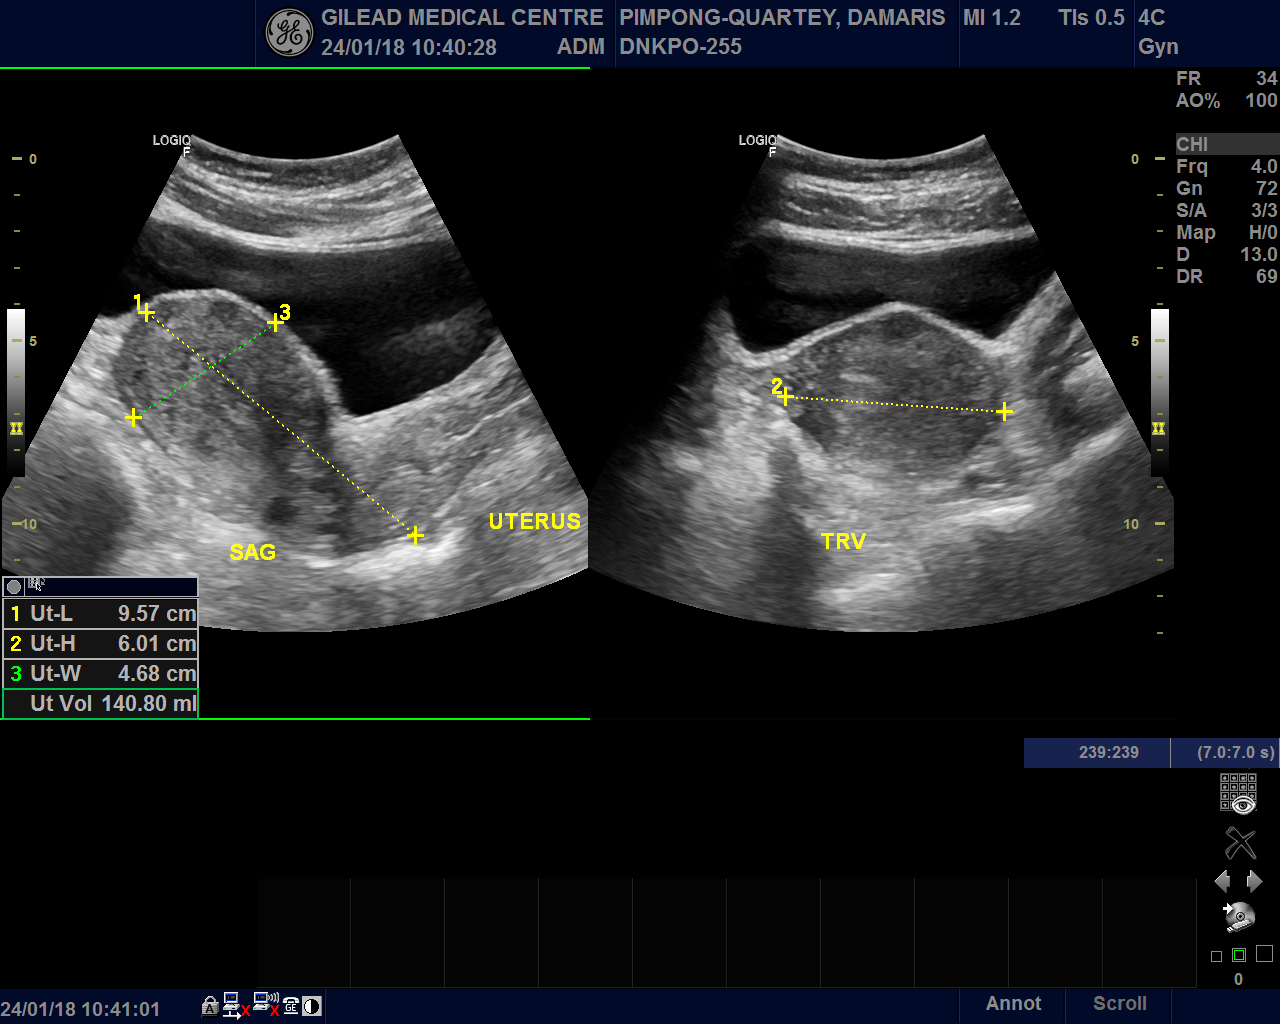 GILEAD MEDICAL CENTRE
24/01/18 10:40:28 ADM
PIMPONG-QUARTEY, DAMARIS
DNKPO-255
MI 1.2 TIs 0.5
4C
Gyn
FR 34
AO% 100
CHI
Frq 4.0
Gn 72
S/A 3/3
Map H/0
D 13.0
DR 69
LOGIQ
F
LOGIQ
F
0
5
10
0
5
10
1
3
2
SAG
UTERUS
TRV
1 Ut-L 9.57 cm
2 Ut-H 6.01 cm
3 Ut-W 4.68 cm
Ut Vol 140.80 ml
239:239 (7.0:7.0 s)
0
24/01/18 10:41:01
A
GE
Annot
Scroll